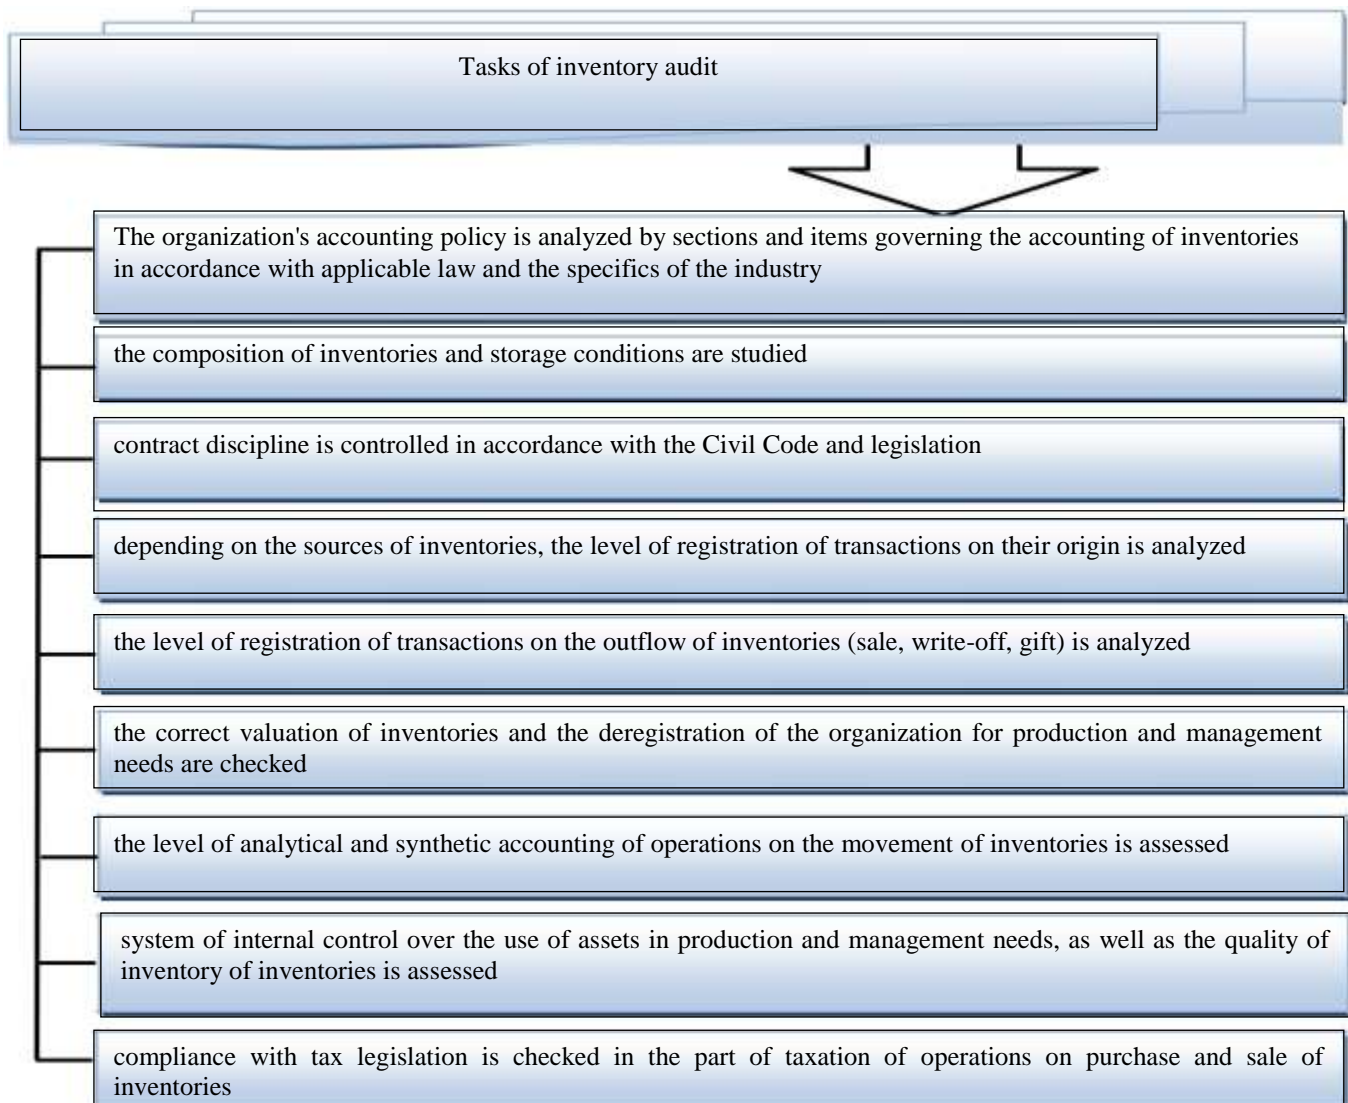 Tasks of inventory audit
The organization's accounting policy is analyzed by sections and items governing the accounting of inventories
in accordance with applicable law and the specifics of the industry
the composition of inventories and storage conditions are studied
contract discipline is controlled in accordance with the Civil Code and legislation
depending on the sources of inventories, the level of registration of transactions on their origin is analyzed
the level of registration of transactions on the outflow of inventories (sale, write-off, gift) is analyzed
the correct valuation of inventories and the deregistration of the organization for production and management
needs are checked
the level of analytical and synthetic accounting of operations on the movement of inventories is assessed
system of internal control over the use of assets in production and management needs, as well as the quality of
inventory of inventories is assessed
compliance with tax legislation is checked in the part of taxation of operations on purchase and sale of
inventories